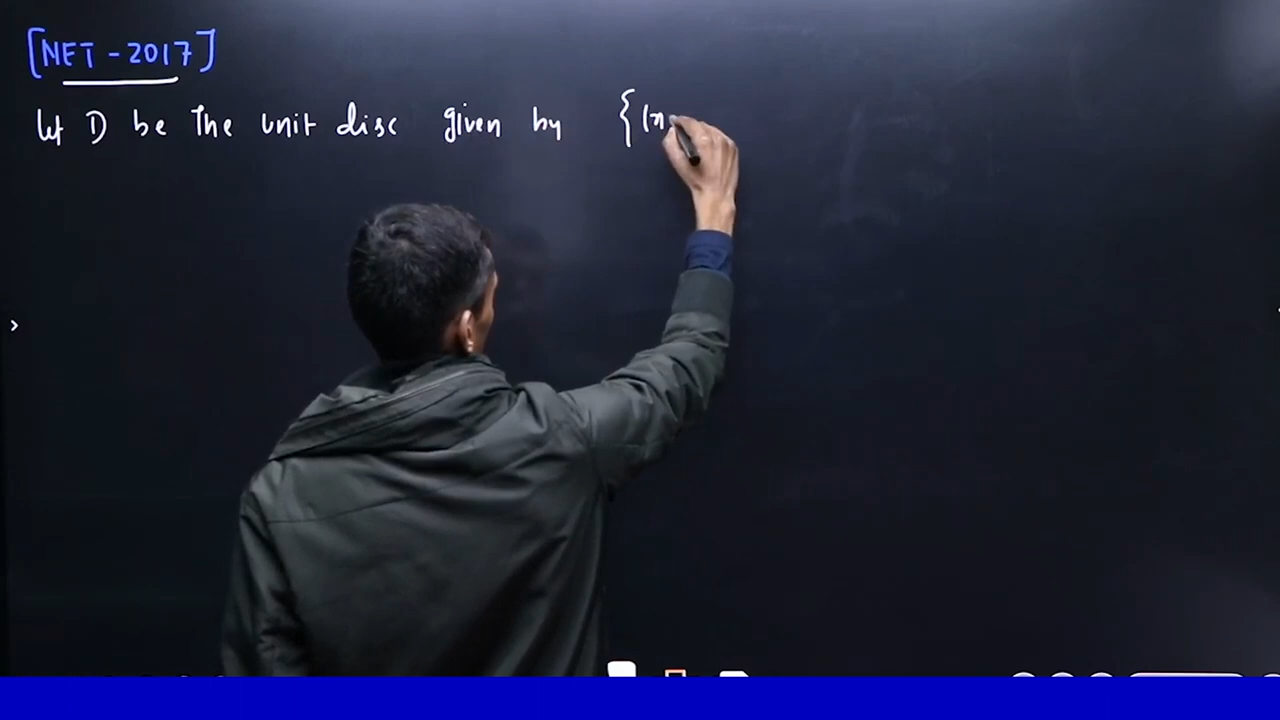 [NET - 2017]
Let D be the unit disc given by {(x,